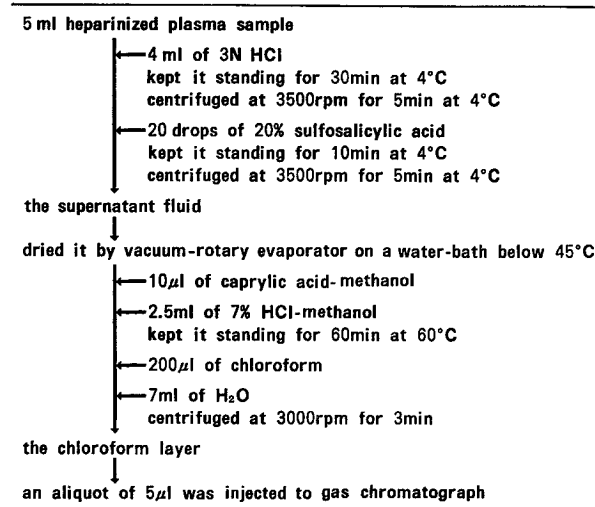 5 ml heparinized plasma sample
4 ml of 3N HCl
kept it standing for 30min at 4°C
centrifuged at 3500rpm for 5min at 4°C
20 drops of 20% sulfosalicylic acid
kept it standing for 10min at 4°C
centrifuged at 3500rpm for 5min at 4°C
the supernatant fluid
dried it by vacuum-rotary evaporator on a water-bath below 45°C
10μl of caprylic acid-methanol
2.5ml of 7% HCl-methanol
kept it standing for 60min at 60°C
200μl of chloroform
7ml of H₂O
centrifuged at 3000rpm for 3min
the chloroform layer
an aliquot of 5μl was injected to gas chromatograph